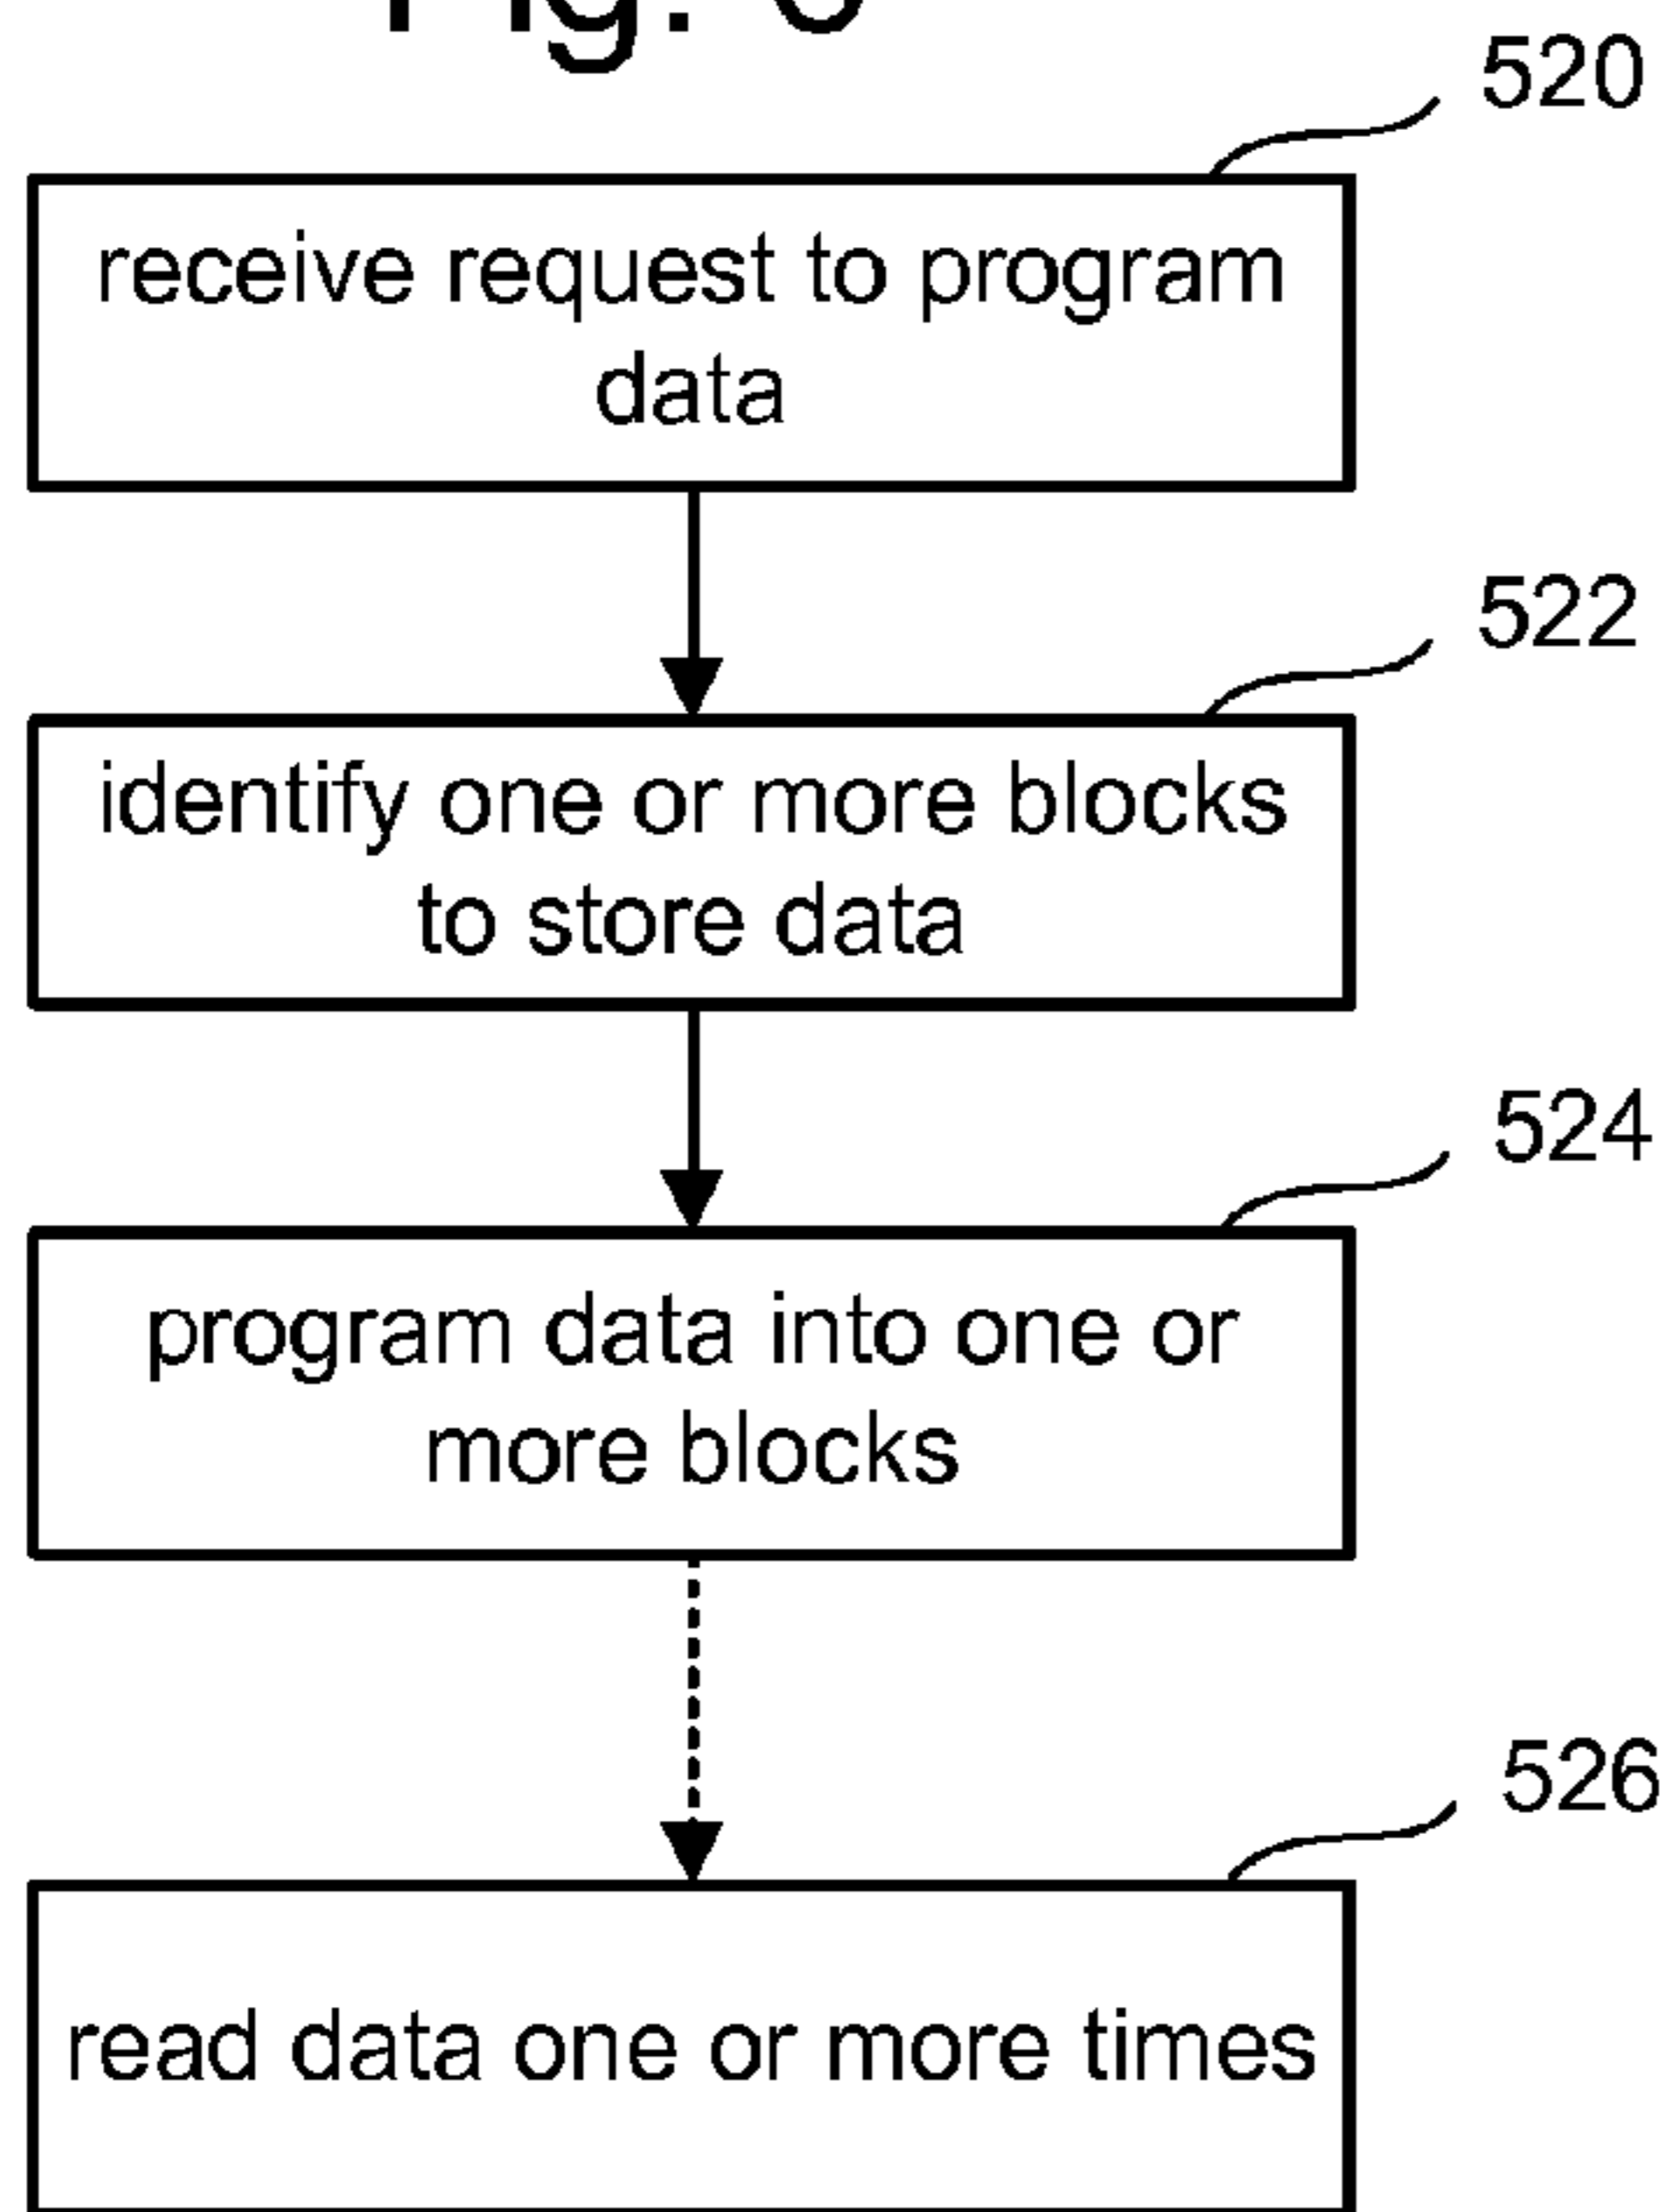 Fig.
520
receive request to program
data
522
identify one or more blocks
to store data
524
program data into one or
more blocks
526
read data one or more times